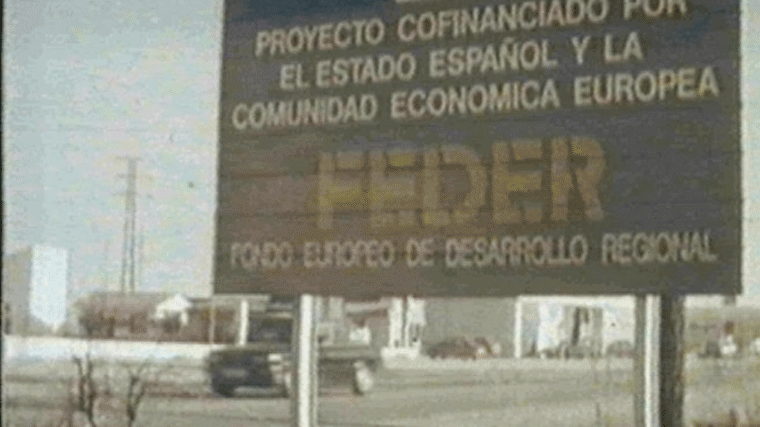 PROYECTO COFINANCIADO POR
EL ESTADO ESPAÑOL Y LA
COMUNIDAD ECONOMICA EUROPEA
FEDER
FONDO EUROPEO DE DESARROLLO REGIONAL